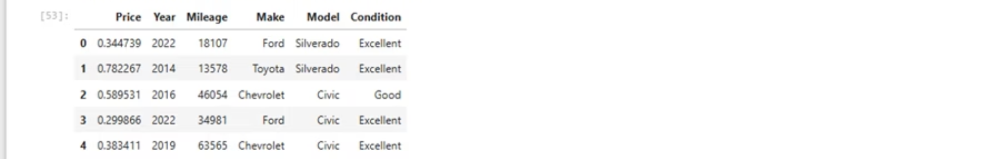 [53]:
Price Year Mileage Make Model Condition
0 0.344739 2022 18107 Ford Silverado Excellent
1 0.782267 2014 13578 Toyota Silverado Excellent
2 0.589531 2016 46054 Chevrolet Civic Good
3 0.299866 2022 34981 Ford Civic Excellent
4 0.383411 2019 63565 Chevrolet Civic Excellent